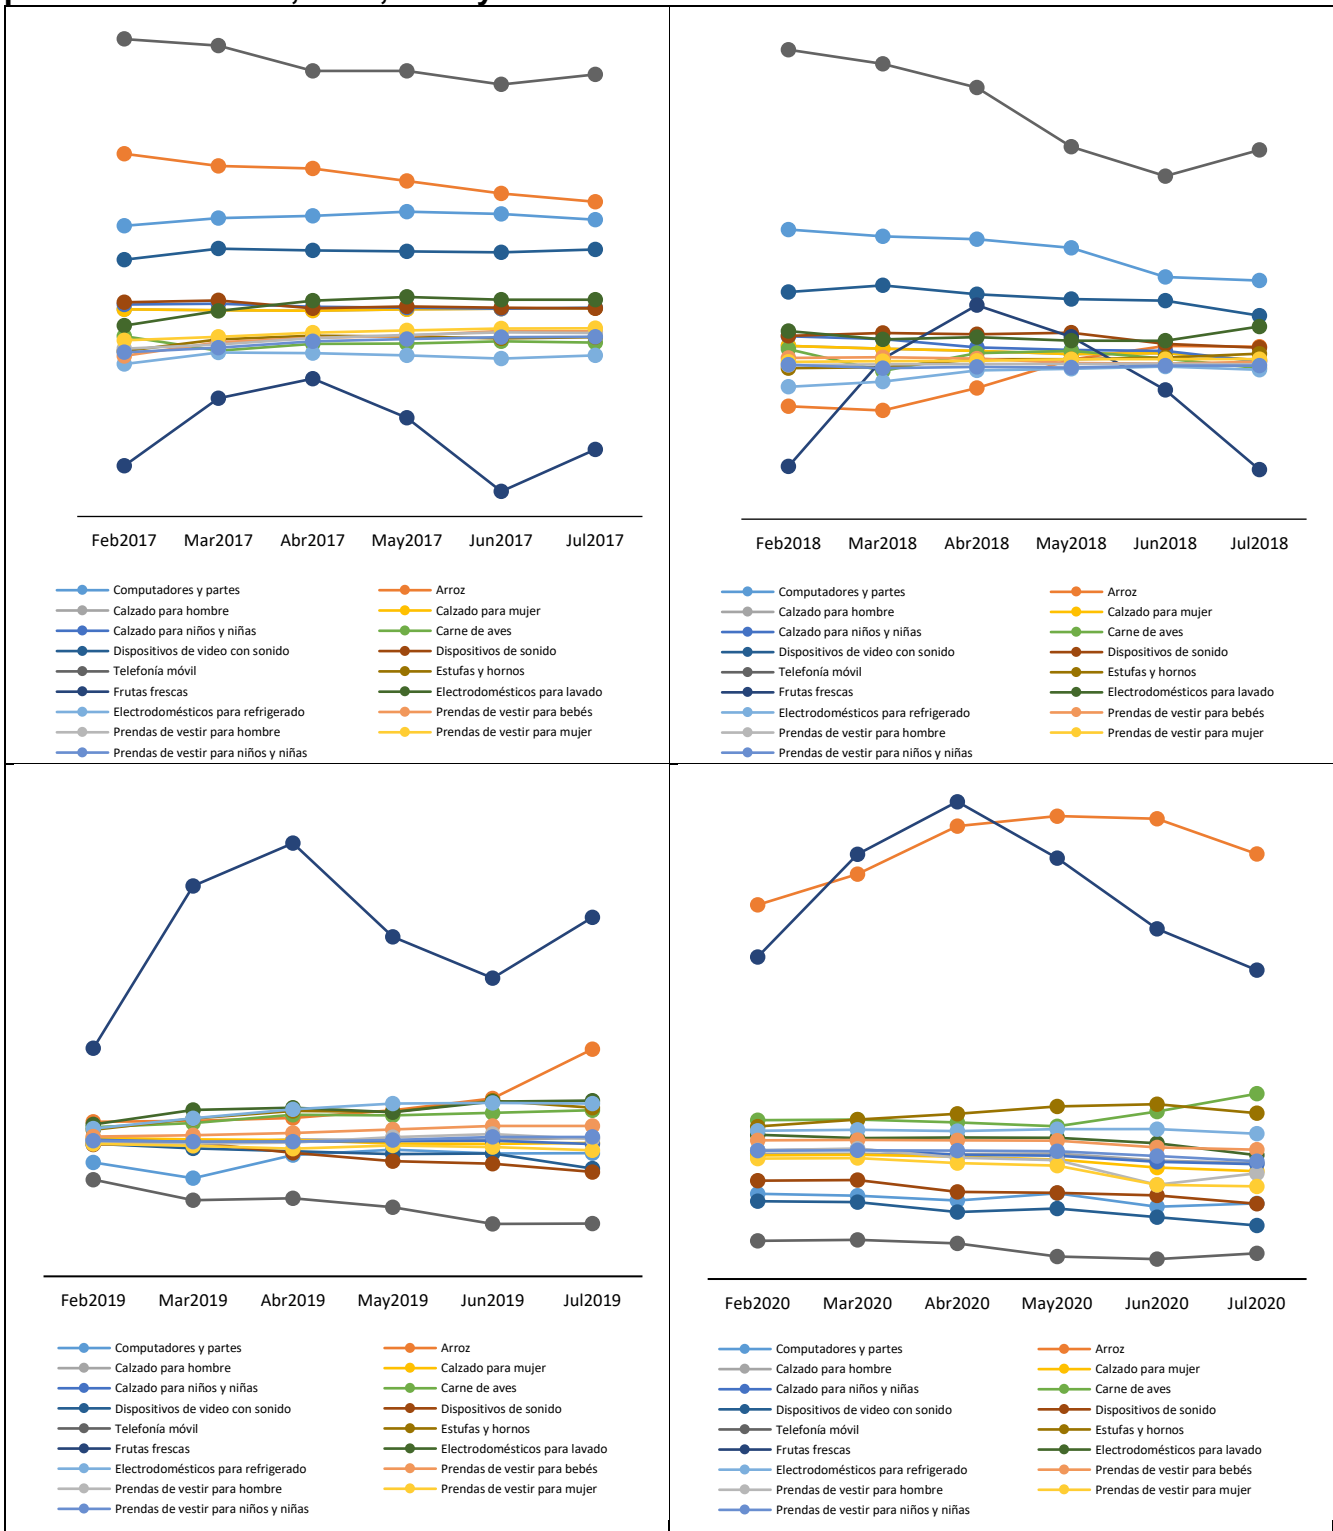 Feb2017 Mar2017 Abr2017 May2017 Jun2017 Jul2017
Computadores y partes Arroz
Calzado para hombre Calzado para mujer
Calzado para niños y niñas Carne de aves
Dispositivos de video con sonido Dispositivos de sonido
Telefonía móvil Estufas y hornos
Frutas frescas Electrodomésticos para lavado
Electrodomésticos para refrigerado Prendas de vestir para bebés
Prendas de vestir para hombre Prendas de vestir para mujer
Prendas de vestir para niños y niñas
Feb2018 Mar2018 Abr2018 May2018 Jun2018 Jul2018
Computadores y partes Arroz
Calzado para hombre Calzado para mujer
Calzado para niños y niñas Carne de aves
Dispositivos de video con sonido Dispositivos de sonido
Telefonía móvil Estufas y hornos
Frutas frescas Electrodomésticos para lavado
Electrodomésticos para refrigerado Prendas de vestir para bebés
Prendas de vestir para hombre Prendas de vestir para mujer
Prendas de vestir para niños y niñas
Feb2019 Mar2019 Abr2019 May2019 Jun2019 Jul2019
Computadores y partes Arroz
Calzado para hombre Calzado para mujer
Calzado para niños y niñas Carne de aves
Dispositivos de video con sonido Dispositivos de sonido
Telefonía móvil Estufas y hornos
Frutas frescas Electrodomésticos para lavado
Electrodomésticos para refrigerado Prendas de vestir para bebés
Prendas de vestir para hombre Prendas de vestir para mujer
Prendas de vestir para niños y niñas
Feb2020 Mar2020 Abr2020 May2020 Jun2020 Jul2020
Computadores y partes Arroz
Calzado para hombre Calzado para mujer
Calzado para niños y niñas Carne de aves
Dispositivos de video con sonido Dispositivos de sonido
Telefonía móvil Estufas y hornos
Frutas frescas Electrodomésticos para lavado
Electrodomésticos para refrigerado Prendas de vestir para bebés
Prendas de vestir para hombre Prendas de vestir para mujer
Prendas de vestir para niños y niñas